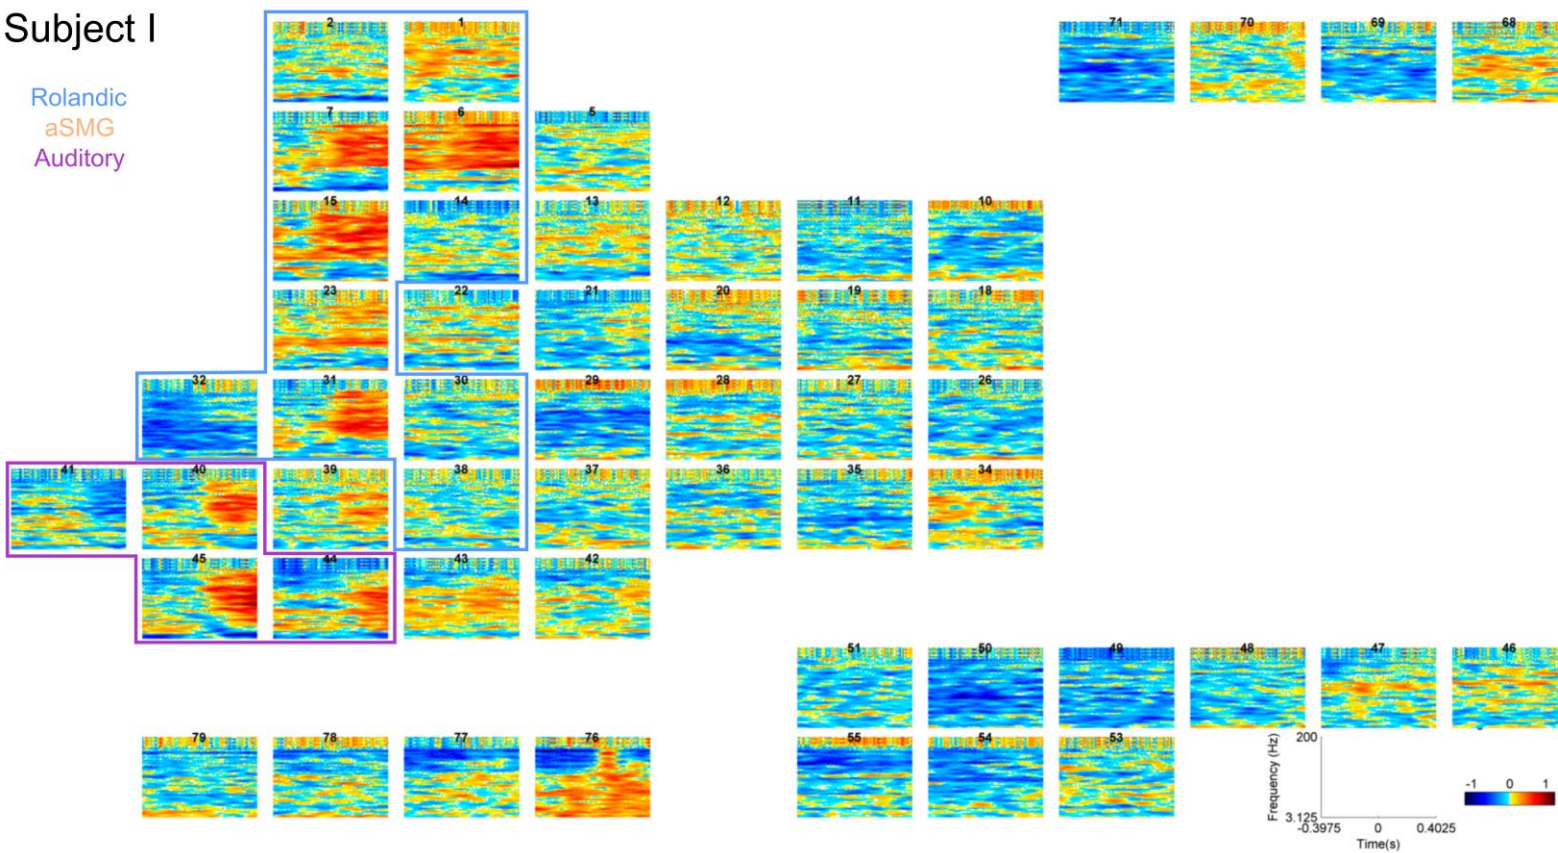 Subject I
Rolandic
aSMG
Auditory
2 1 71 70 69 68
7 6 5
15 14 13 12 11 10
23 22 21 20 19 18
32 31 30 29 28 27 26
41 40 39 38 37 36 35 34
45 44 43 42
51 50 49 48 47 46
79 78 77 76 55 54 53
200
Frequency (Hz)
3.125
-0.3975 0 0.4025
Time(s)
-1 0 1